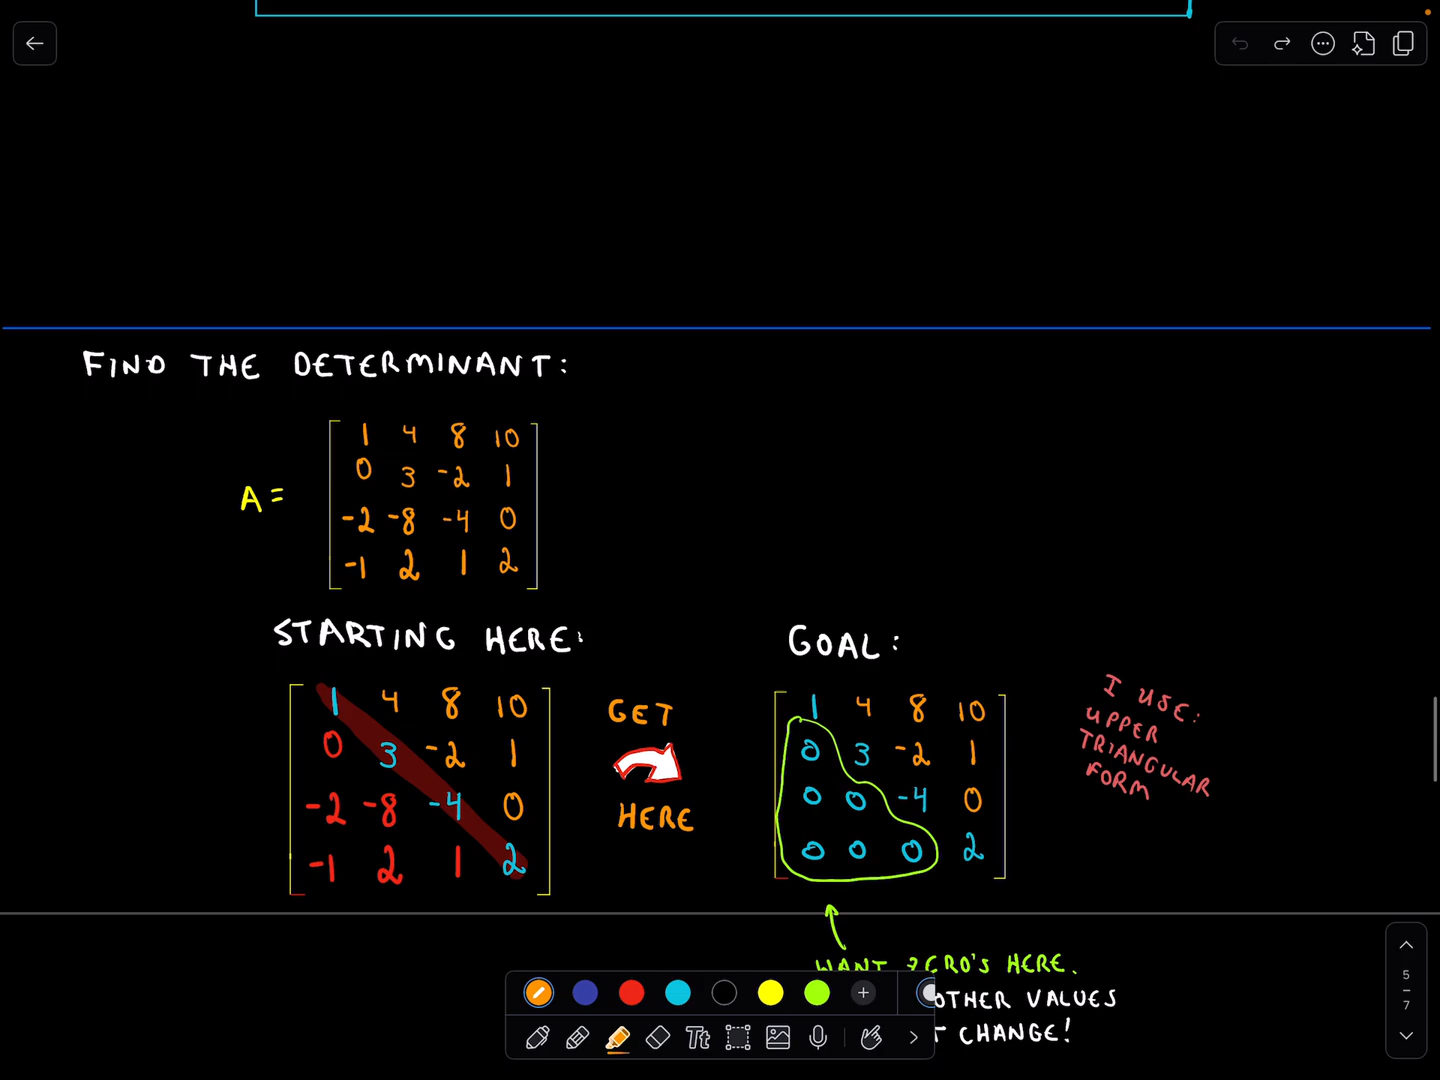 FIND THE DETERMINANT:
A =
1 4 8 10
0 3 -2 1
-2 -8 -4 0
-1 2 1 2
STARTING HERE:
1 4 8 10
0 3 -2 1
-2 -8 -4 0
-1 2 1 2
GET
HERE
GOAL:
1 4 8 10
0 3 -2 1
0 0 -4 0
0 0 0 2
I USE:
UPPER
TRIANGULAR
FORM
WANT ZERO'S HERE.
OTHER VALUES
CHANGE!
Tt
5
7